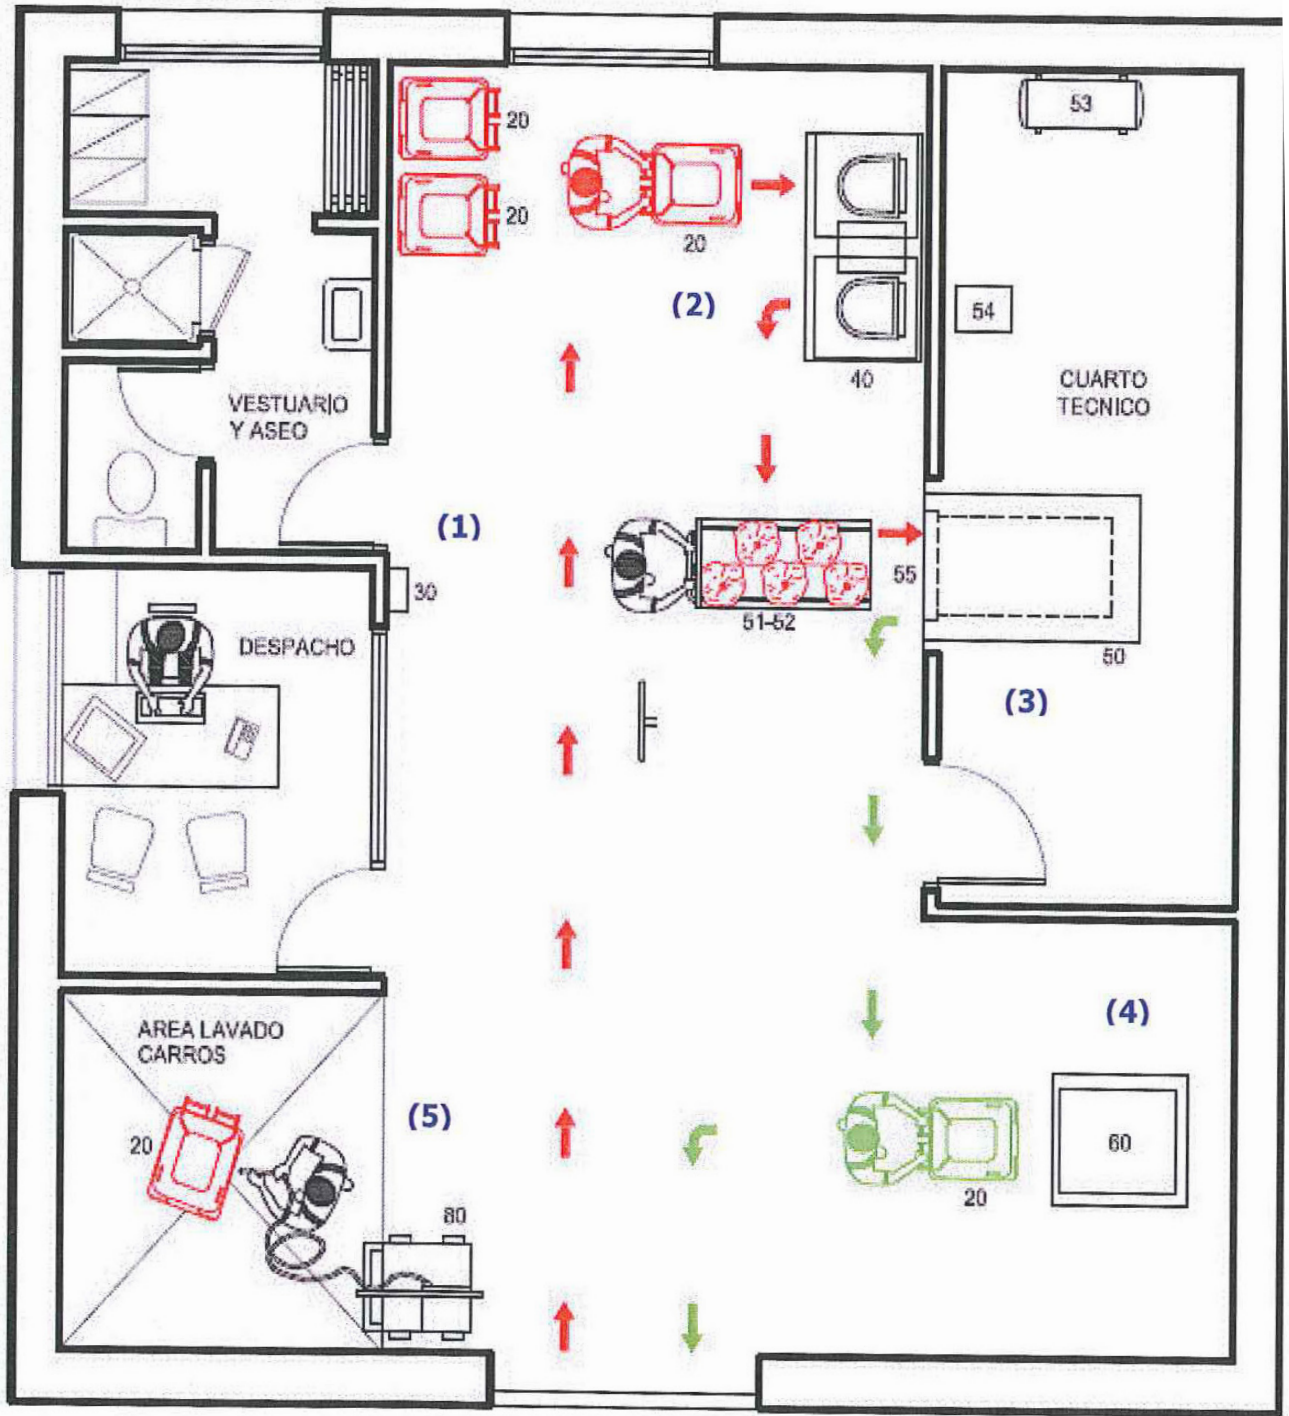 53
20
20
20
(2)
54
40
CUARTO
TECNICO
VESTUARIO
Y ASEO
(1)
30
55
51-52
50
DESPACHO
(3)
(4)
AREA LAVADO
CARROS
(5)
20
60
20
80